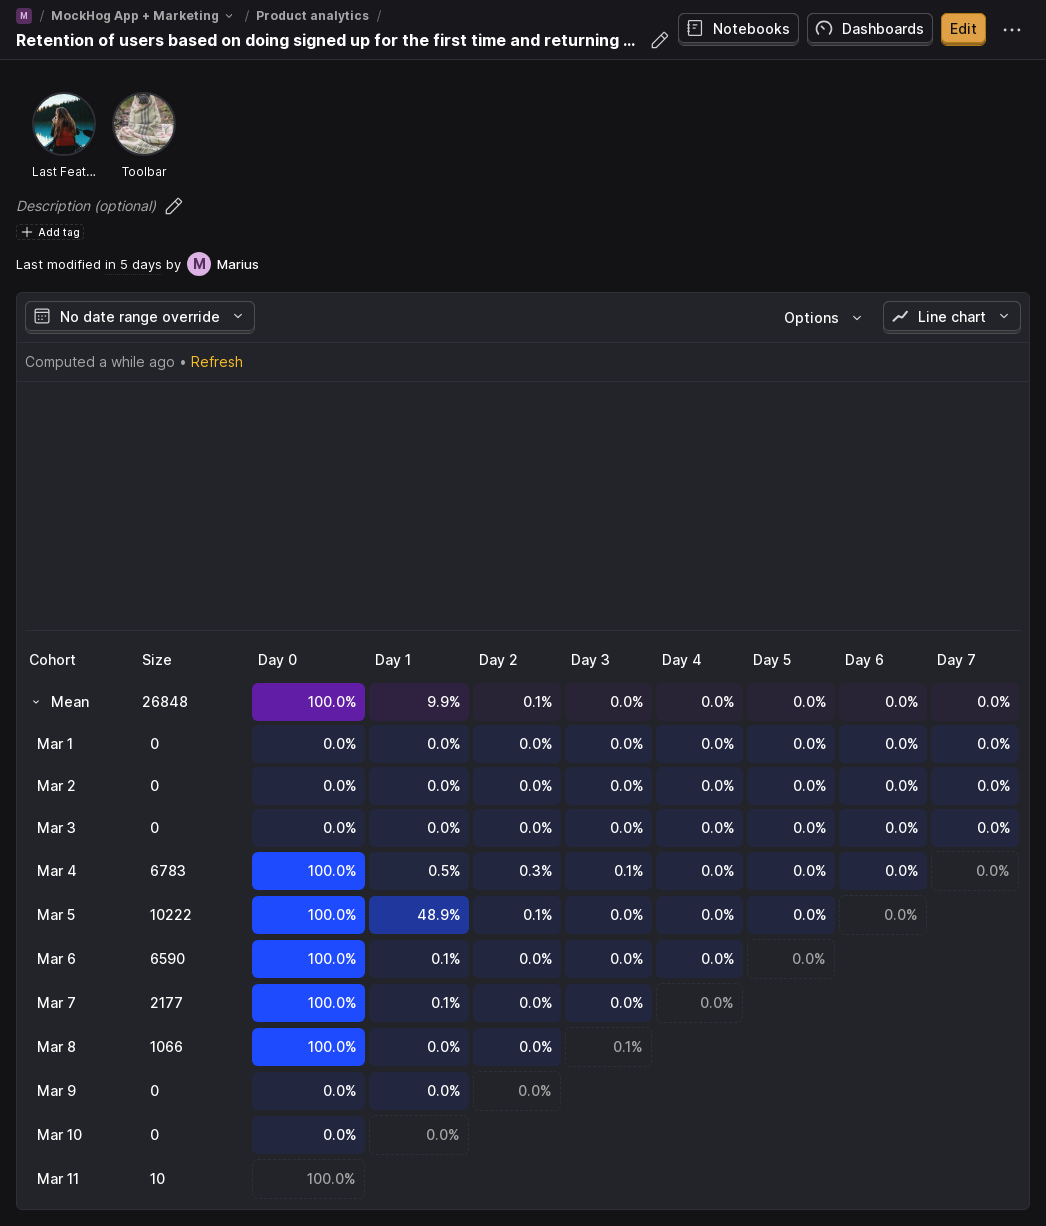 M / MockHog App + Marketing / Product analytics /
Retention of users based on doing signed up for the first time and returning ...
Notebooks Dashboards Edit
Last Feat... Toolbar
Description (optional)
Add tag
Last modified in 5 days by M Marius
No date range override Options Line chart
Computed a while ago • Refresh
Cohort Size Day 0 Day 1 Day 2 Day 3 Day 4 Day 5 Day 6 Day 7
Mean 26848 100.0% 9.9% 0.1% 0.0% 0.0% 0.0% 0.0% 0.0%
Mar 1 0 0.0% 0.0% 0.0% 0.0% 0.0% 0.0% 0.0% 0.0%
Mar 2 0 0.0% 0.0% 0.0% 0.0% 0.0% 0.0% 0.0% 0.0%
Mar 3 0 0.0% 0.0% 0.0% 0.0% 0.0% 0.0% 0.0% 0.0%
Mar 4 6783 100.0% 0.5% 0.3% 0.1% 0.0% 0.0% 0.0% 0.0%
Mar 5 10222 100.0% 48.9% 0.1% 0.0% 0.0% 0.0% 0.0%
Mar 6 6590 100.0% 0.1% 0.0% 0.0% 0.0% 0.0%
Mar 7 2177 100.0% 0.1% 0.0% 0.0% 0.0%
Mar 8 1066 100.0% 0.0% 0.0% 0.1%
Mar 9 0 0.0% 0.0% 0.0%
Mar 10 0 0.0% 0.0%
Mar 11 10 100.0%